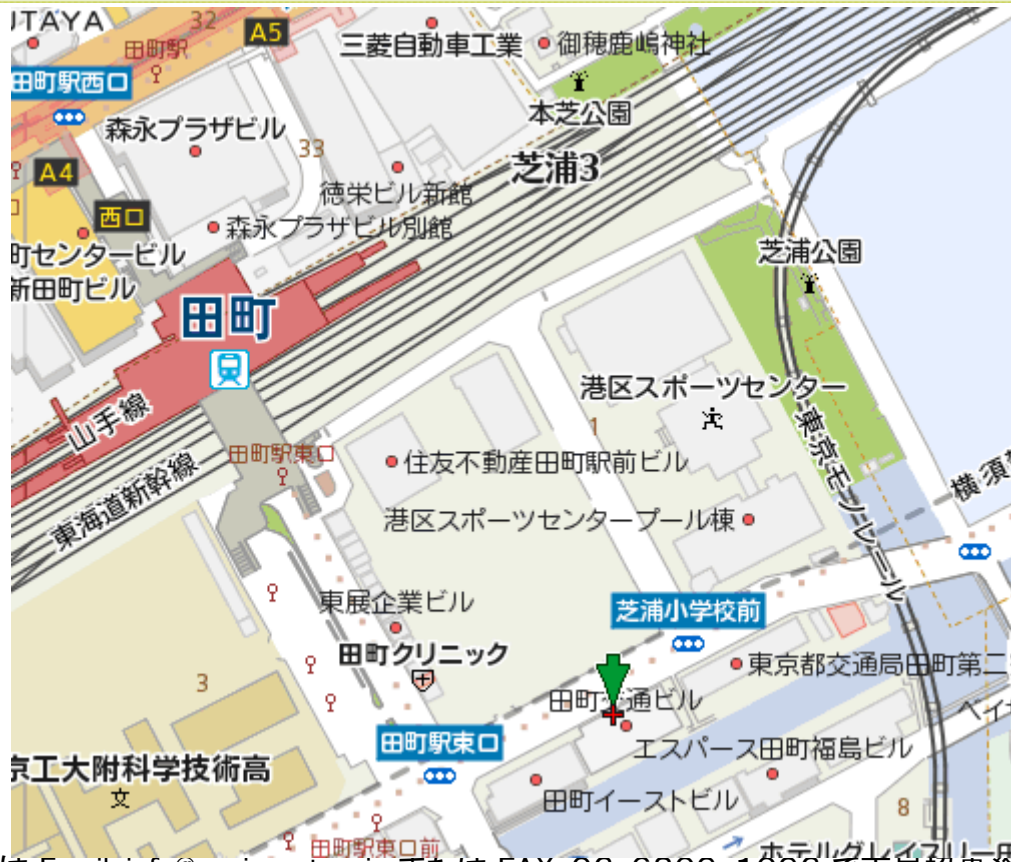 UTAYA
32
A5
田町駅
三菱自動車工業
御穂鹿嶋神社
田町駅西口
本芝公園
森永プラザビル
33
芝浦3
A4
徳栄ビル新館
西口
森永プラザビル別館
町センタービル
新田町ビル
芝浦公園
田町
山手線
港区スポーツセンター
1
東京モノレール
田町駅東口
住友不動産田町駅前ビル
東海道新幹線
横須
港区スポーツセンタープール棟
東展企業ビル
芝浦小学校前
田町クリニック
東京都交通局田町第二
3
田町交通ビル
ベイサ
田町駅東口
エスパース田町福島ビル
京工大附科学技術高
田町イーストビル
8
田町駅東口前